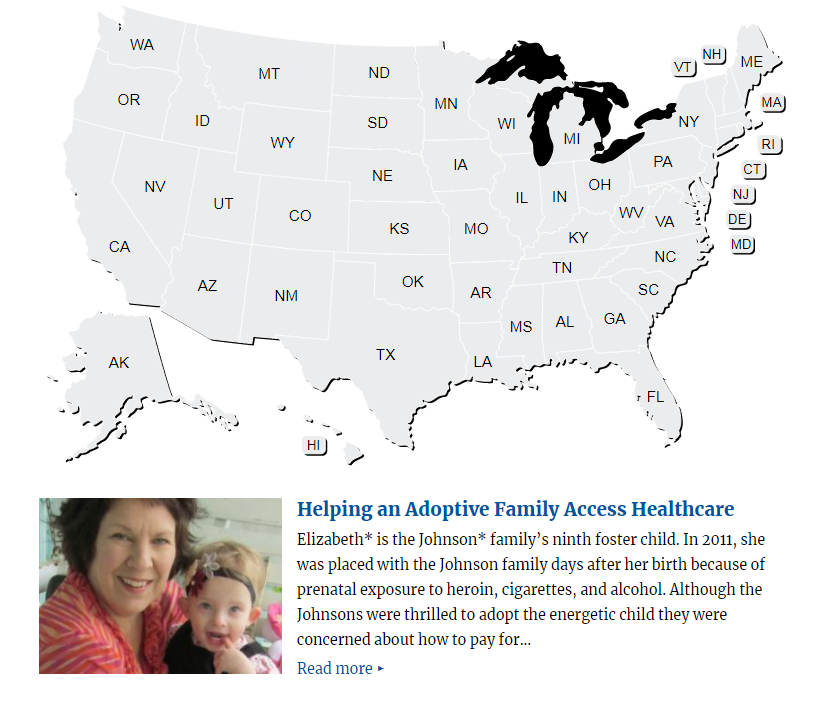 WA
MT
ND
MN
OR
ID
WY
SD
WI
MI
NY
VT
NH
ME
MA
RI
CT
NJ
DE
MD
NV
UT
CO
NE
IA
IL
IN
OH
PA
CA
KS
MO
KY
WV
VA
AZ
NM
OK
AR
TN
NC
SC
TX
LA
MS
AL
GA
FL
AK
HI
Helping an Adoptive Family Access Healthcare
Elizabeth* is the Johnson* family’s ninth foster child. In 2011, she
was placed with the Johnson family days after her birth because of
prenatal exposure to heroin, cigarettes, and alcohol. Although the
Johnsons were thrilled to adopt the energetic child they were
concerned about how to pay for...
Read more ▸